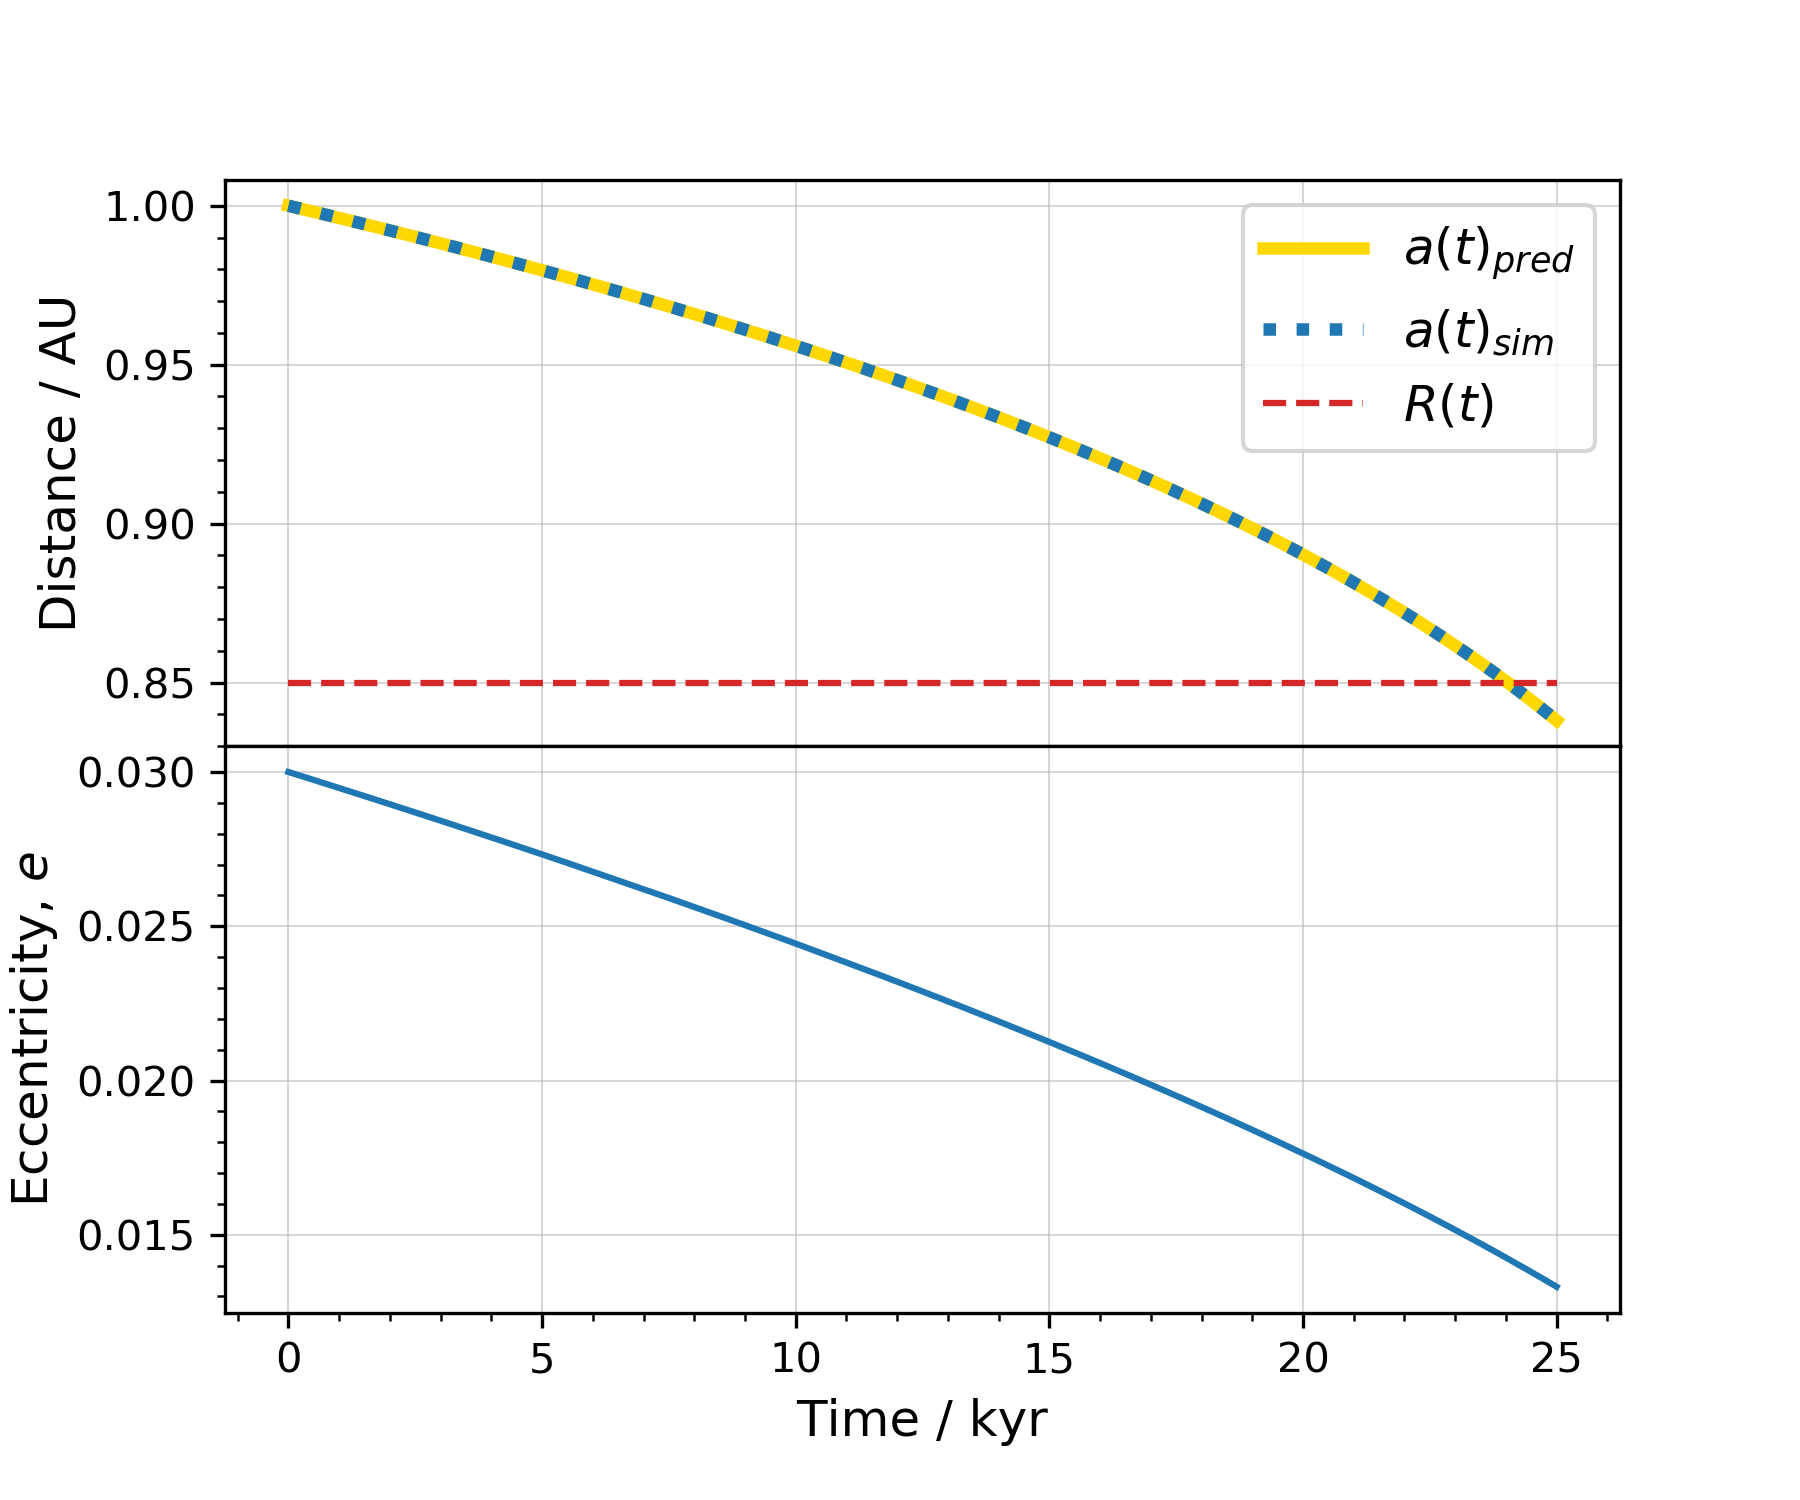 1.00
0.95
0.90
0.85
Distance / AU
a(t)pred
a(t)sim
R(t)
0.030
0.025
0.020
0.015
Eccentricity, e
0 5 10 15 20 25
Time / kyr